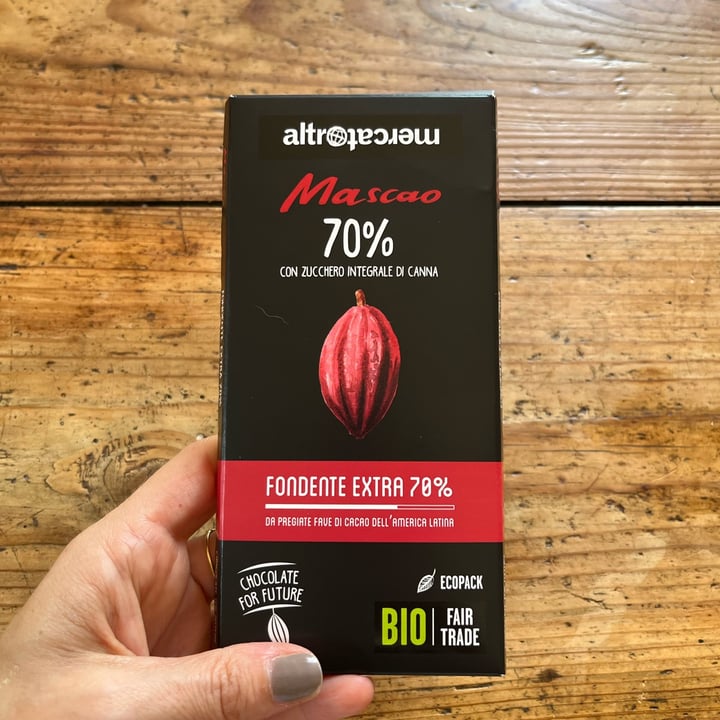 altromercato
Mascao
70%
CON ZUCCHERO INTEGRALE DI CANNA
FONDENTE EXTRA 70%
DA PREGIATE FAVE DI CACAO DELL'AMERICA LATINA
CHOCOLATE
FOR FUTURE
ECOPACK
BIO
FAIR
TRADE